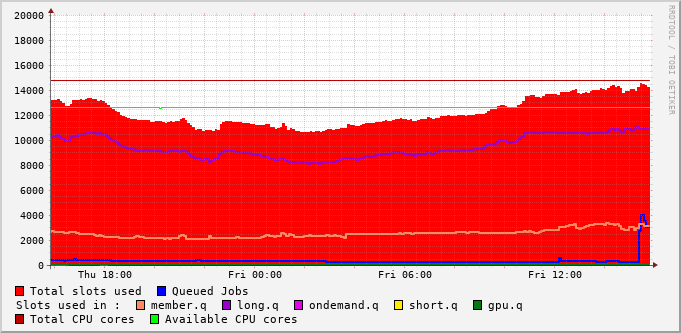 20000
18000
16000
14000
12000
10000
8000
6000
4000
2000
0
Thu 18:00 Fri 00:00 Fri 06:00 Fri 12:00
RRDTOOL / TOBI OETIKER
Total slots used Queued Jobs
Slots used in : member.q long.q ondemand.q short.q gpu.q
Total CPU cores Available CPU cores